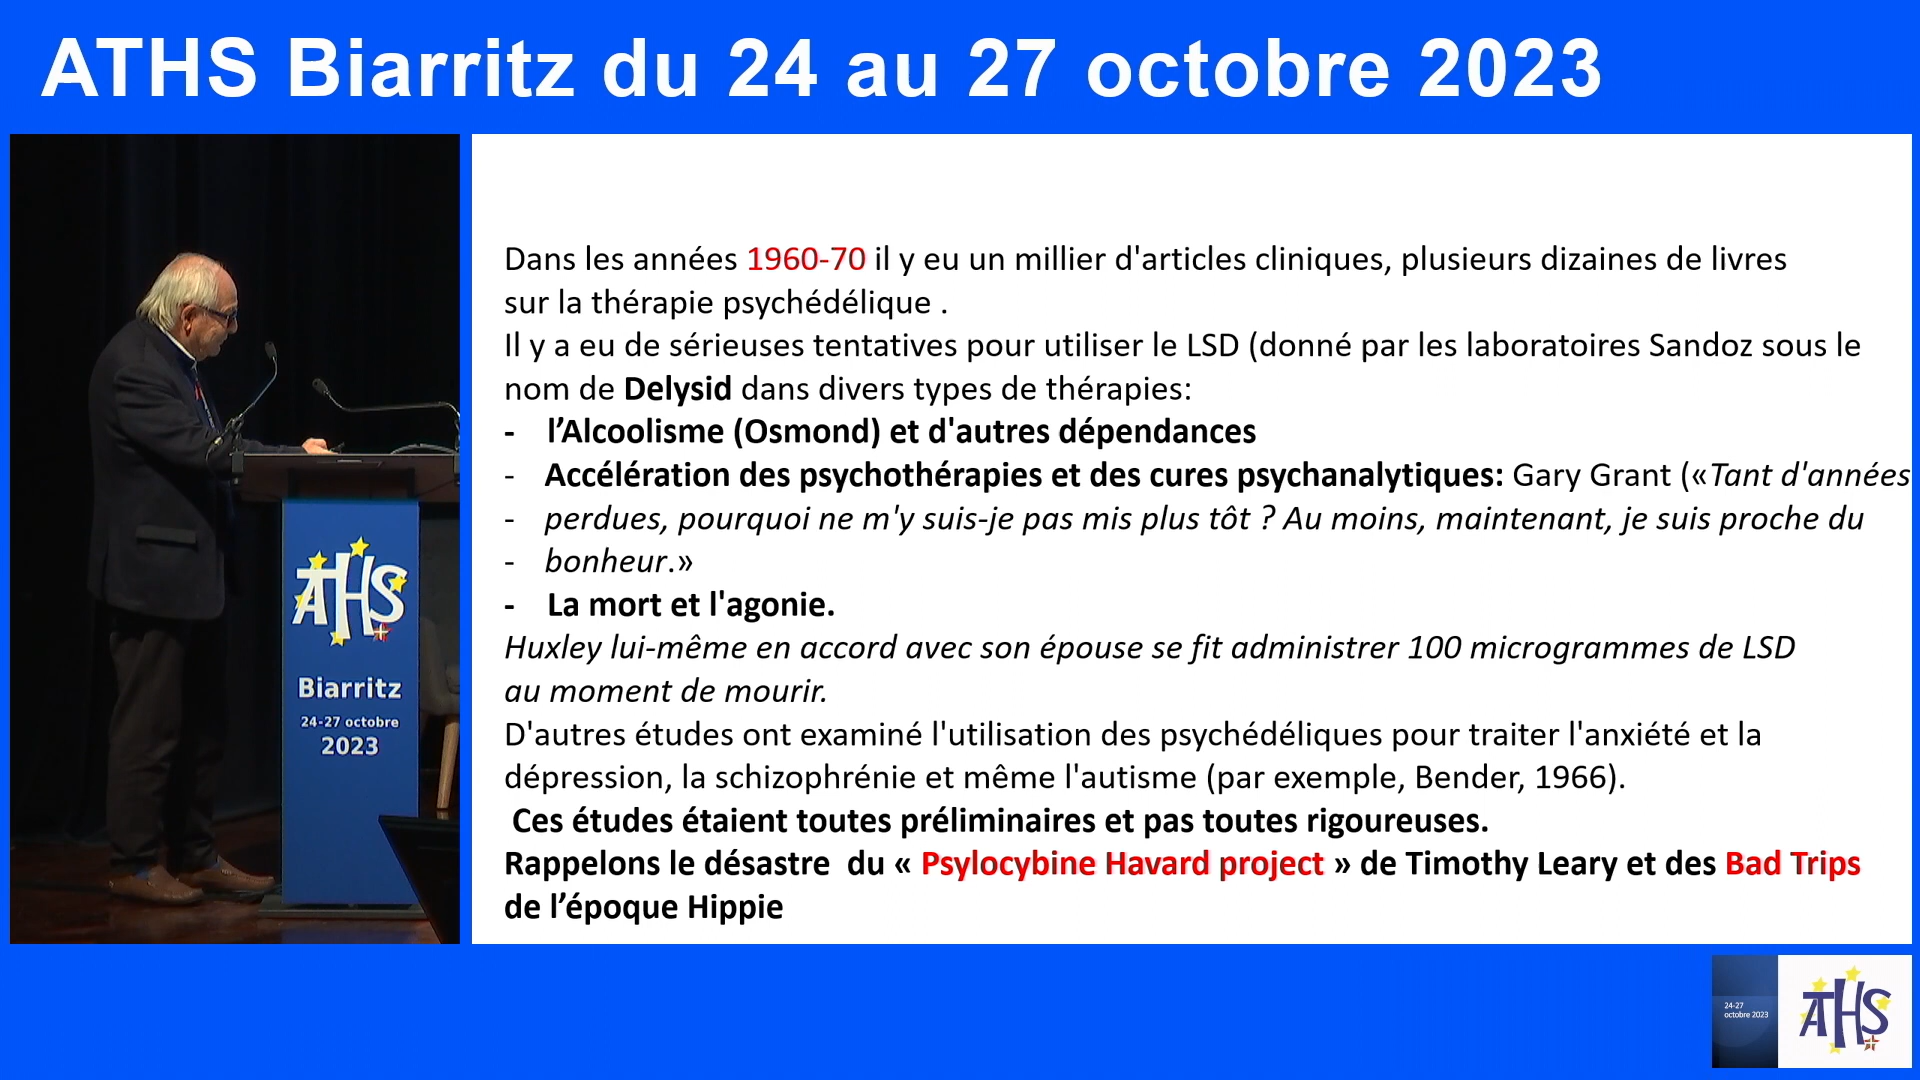 ATHS Biarritz du 24 au 27 octobre 2023
Dans les années 1960-70 il y eu un millier d'articles cliniques, plusieurs dizaines de livres
sur la thérapie psychédélique .
Il y a eu de sérieuses tentatives pour utiliser le LSD (donné par les laboratoires Sandoz sous le
nom de Delysid dans divers types de thérapies:
- l’Alcoolisme (Osmond) et d'autres dépendances
- Accélération des psychothérapies et des cures psychanalytiques: Gary Grant («Tant d'années
- perdues, pourquoi ne m'y suis-je pas mis plus tôt ? Au moins, maintenant, je suis proche du
- bonheur.»
- La mort et l'agonie.
Huxley lui-même en accord avec son épouse se fit administrer 100 microgrammes de LSD
au moment de mourir.
D'autres études ont examiné l'utilisation des psychédéliques pour traiter l'anxiété et la
dépression, la schizophrénie et même l'autisme (par exemple, Bender, 1966).
Ces études étaient toutes préliminaires et pas toutes rigoureuses.
Rappelons le désastre  du « Psylocybine Havard project » de Timothy Leary et des Bad Trips
de l’époque Hippie
ATHS
Biarritz
24-27 octobre
2023
24-27
octobre 2023
ATHS